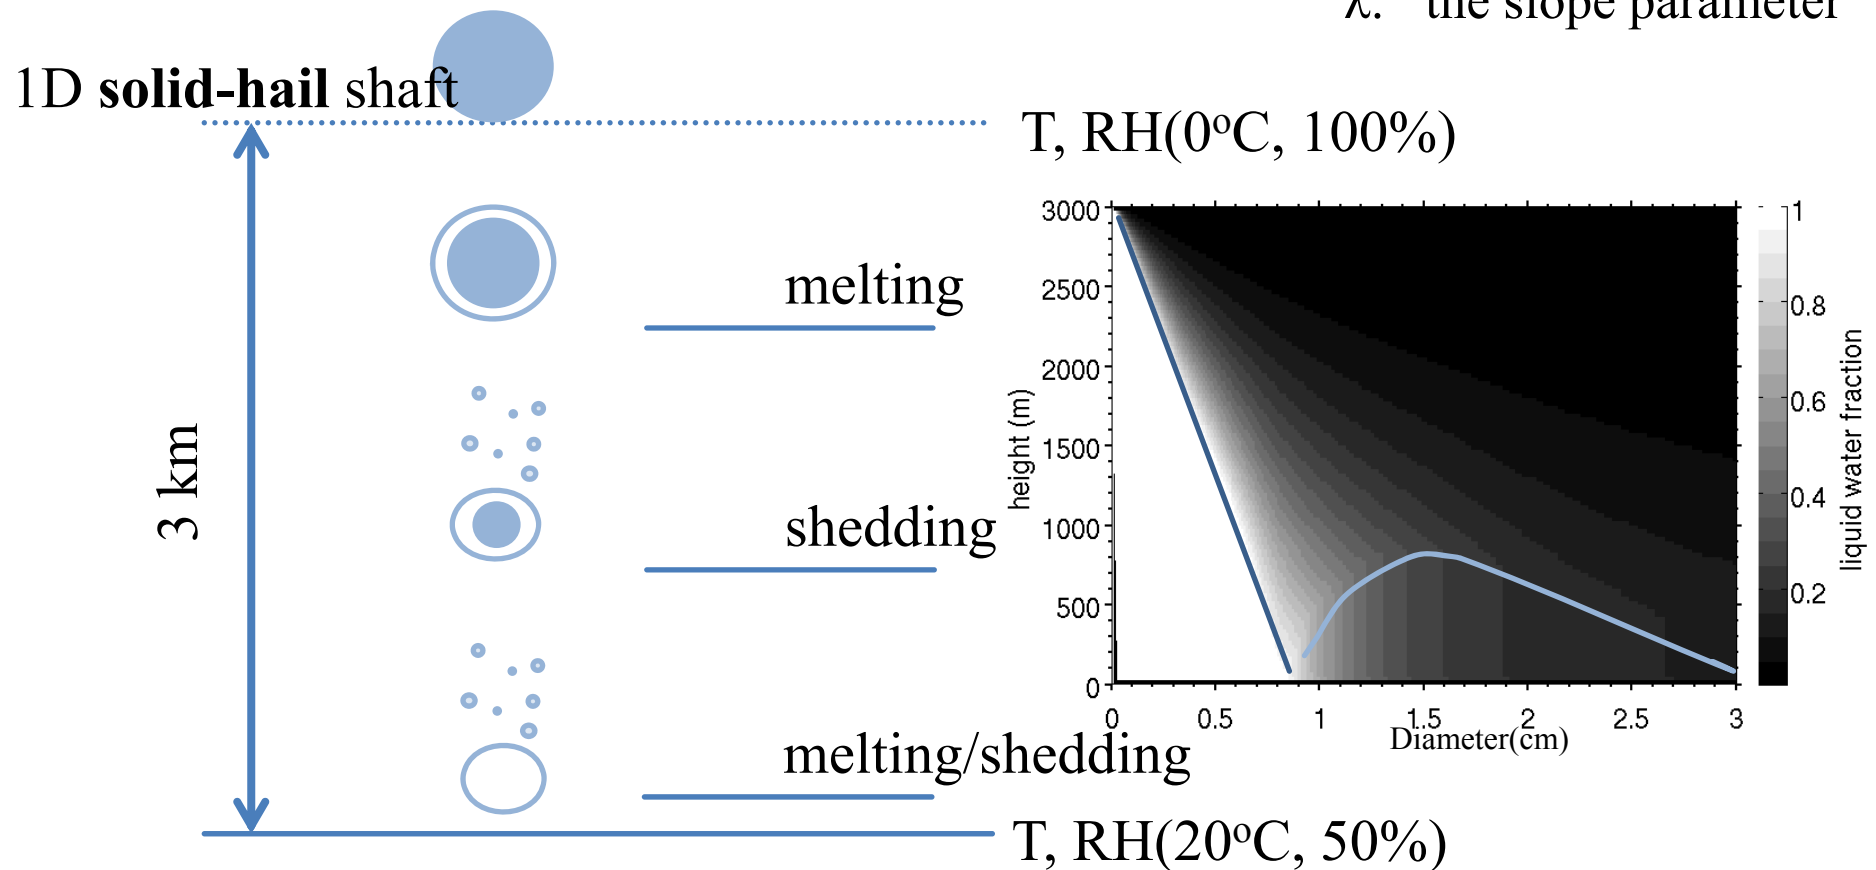 λ: the slope parameter
1D solid-hail shaft
T, RH(0°C, 100%)
melting
shedding
melting/shedding
3 km
T, RH(20°C, 50%)
height (m)
3000
2500
2000
1500
1000
500
0
0 0.5 1 1.5 2 2.5 3
Diameter(cm)
1
0.8
0.6
0.4
0.2
liquid water fraction